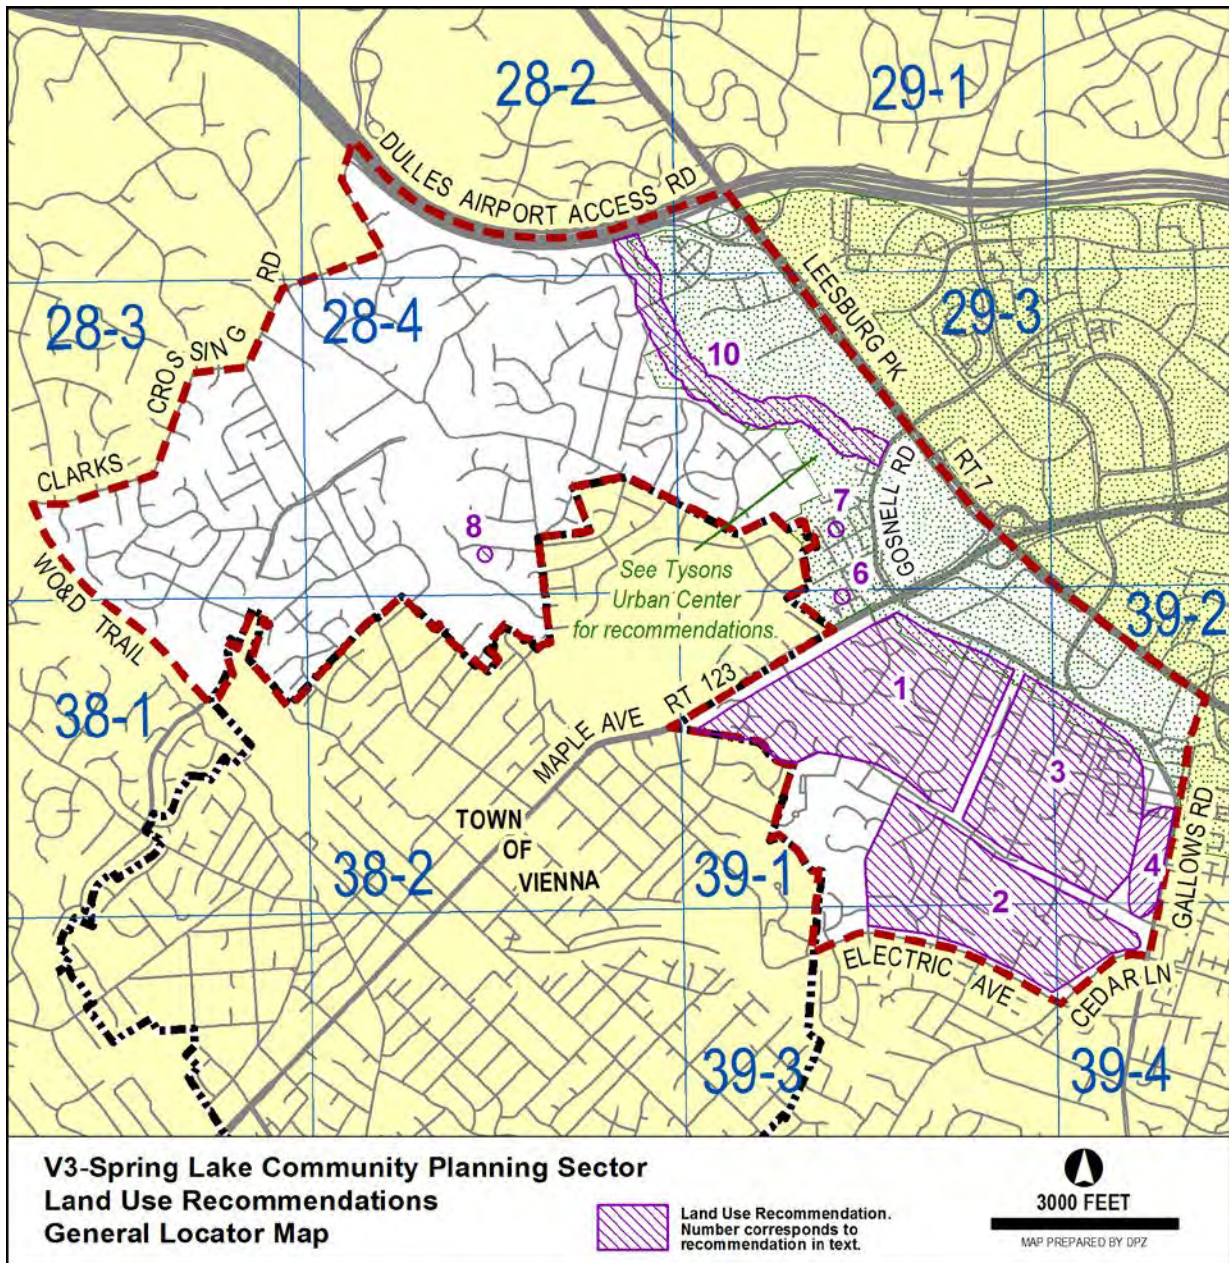 28-2
29-1
DULLES AIRPORT ACCESS RD
LEESBURG PK
RT 7
28-3
28-4
29-3
CLARKS CROSSING RD
10
GOSNELL RD
7
8
6
See Tysons
Urban Center
for recommendations.
WO&D TRAIL
39-2
38-1
MAPLE AVE RT 123
1
3
TOWN
OF
VIENNA
38-2
39-1
4
2
GALLOWS RD
ELECTRIC AVE
CEDAR LN
39-3
39-4
V3-Spring Lake Community Planning Sector
Land Use Recommendations
General Locator Map
Land Use Recommendation.
Number corresponds to
recommendation in text.
3000 FEET
MAP PREPARED BY DPZ